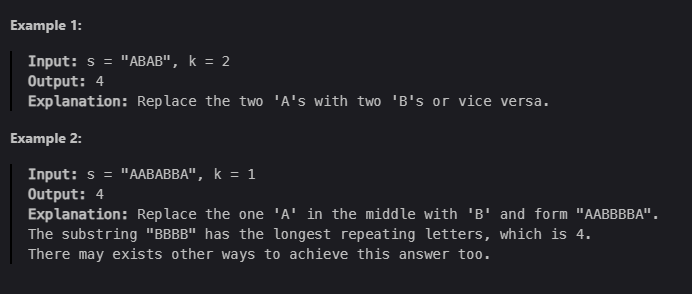 Example 1:
Input: s = "ABAB", k = 2
Output: 4
Explanation: Replace the two 'A's with two 'B's or vice versa.
Example 2:
Input: s = "AABABBA", k = 1
Output: 4
Explanation: Replace the one 'A' in the middle with 'B' and form "AABBBBA".
The substring "BBBB" has the longest repeating letters, which is 4.
There may exists other ways to achieve this answer too.